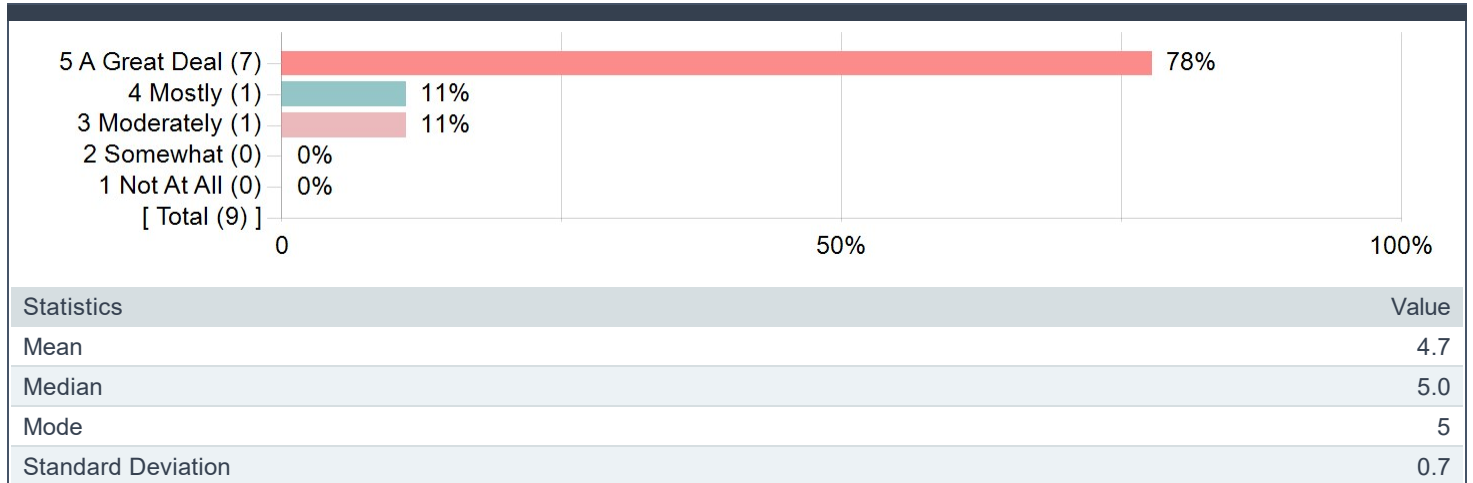 5 A Great Deal (7) 78%
4 Mostly (1) 11%
3 Moderately (1) 11%
2 Somewhat (0) 0%
1 Not At All (0) 0%
[ Total (9) ]
0 50% 100%
Statistics Value
Mean 4.7
Median 5.0
Mode 5
Standard Deviation 0.7